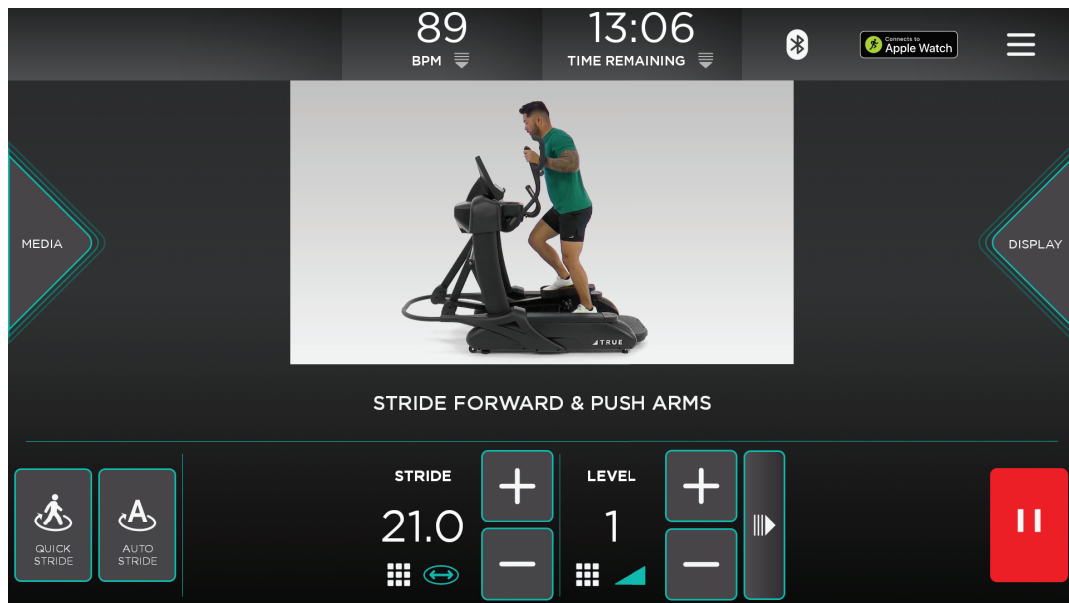 89
BPM
13:06
TIME REMAINING
Connects to
Apple Watch
MEDIA
DISPLAY
TRUE
STRIDE FORWARD & PUSH ARMS
QUICK
STRIDE
A
AUTO
STRIDE
STRIDE
21.0
LEVEL
1